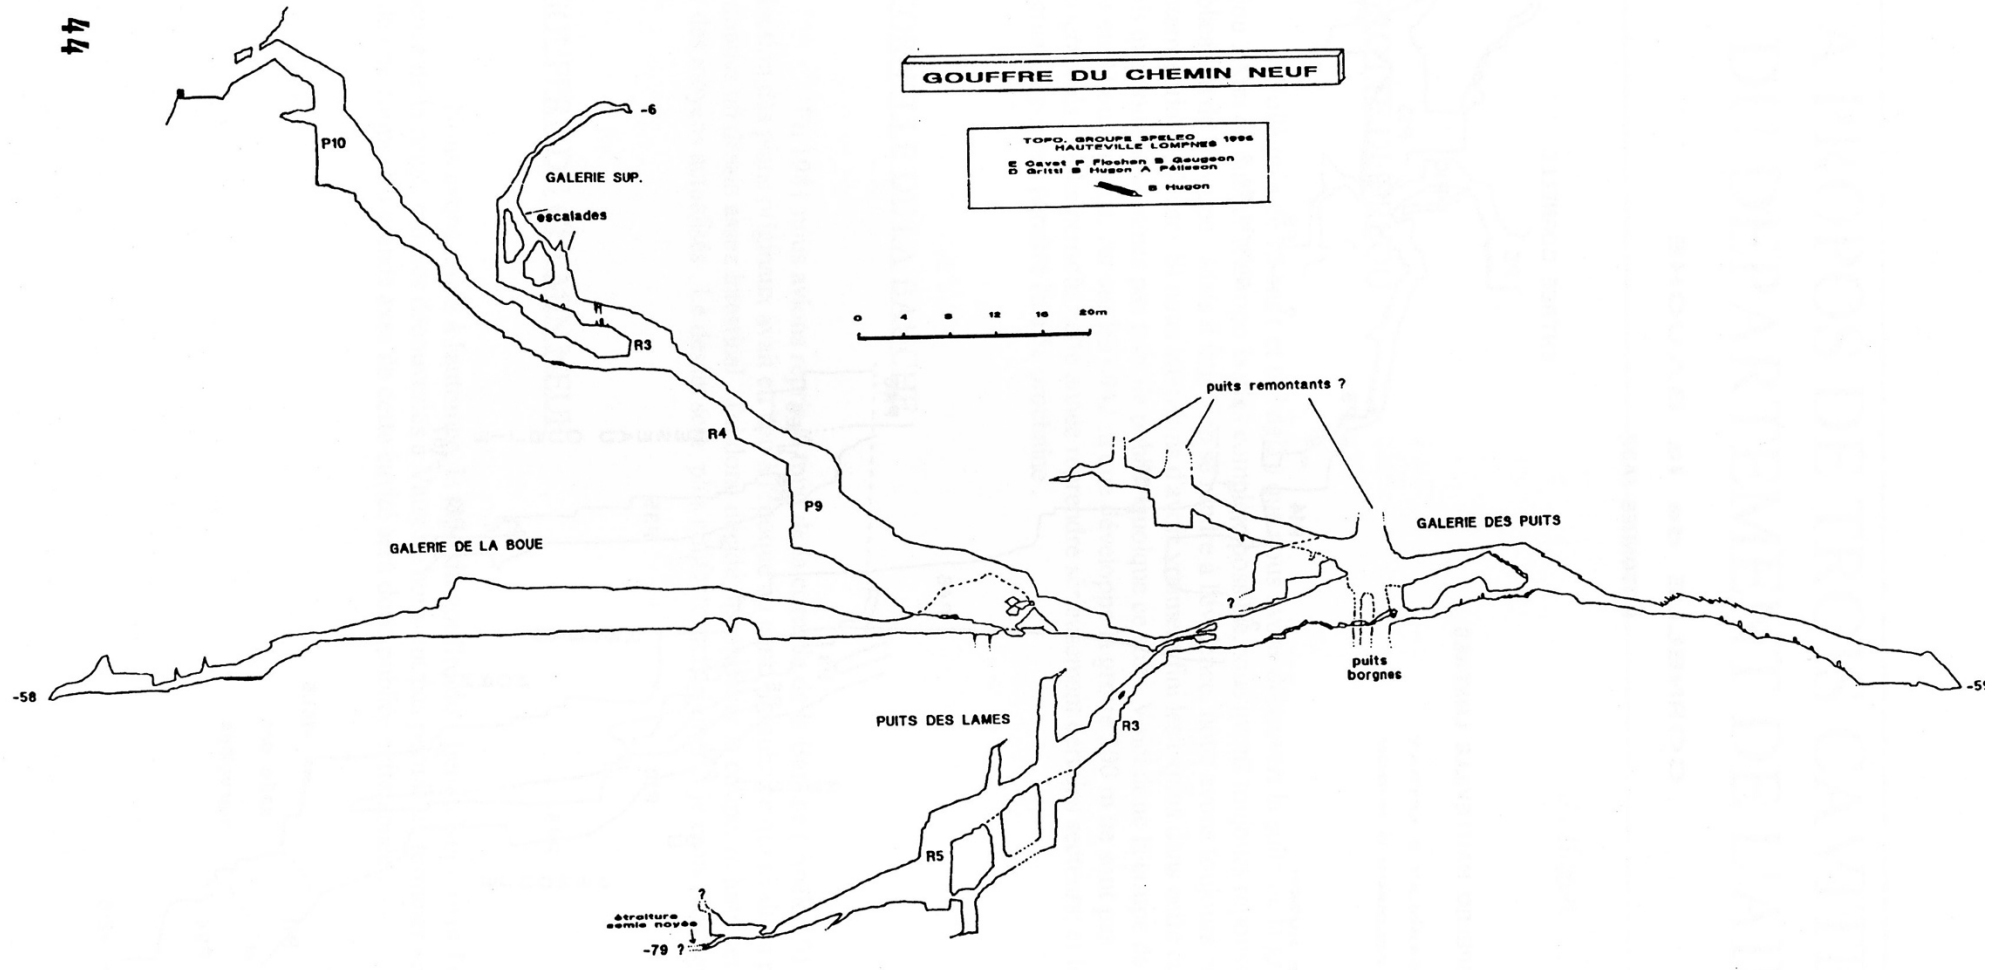 44
GOUFFRE DU CHEMIN NEUF
TOPO. GROUPE SPELEO 1996
HAUTEVILLE LOMPNES
E Cavet P Flochen B Gougeon
D Gritti B Hugon A Pélisson
B Hugon
-6
P10
GALERIE SUP.
escalades
R3
0 4 8 12 16 20m
puits remontants ?
R4
P9
GALERIE DES PUITS
GALERIE DE LA BOUE
?
puits
borgnes
-58
PUITS DES LAMES
R3
R5
?
étroiture
semie noyée
-79 ?